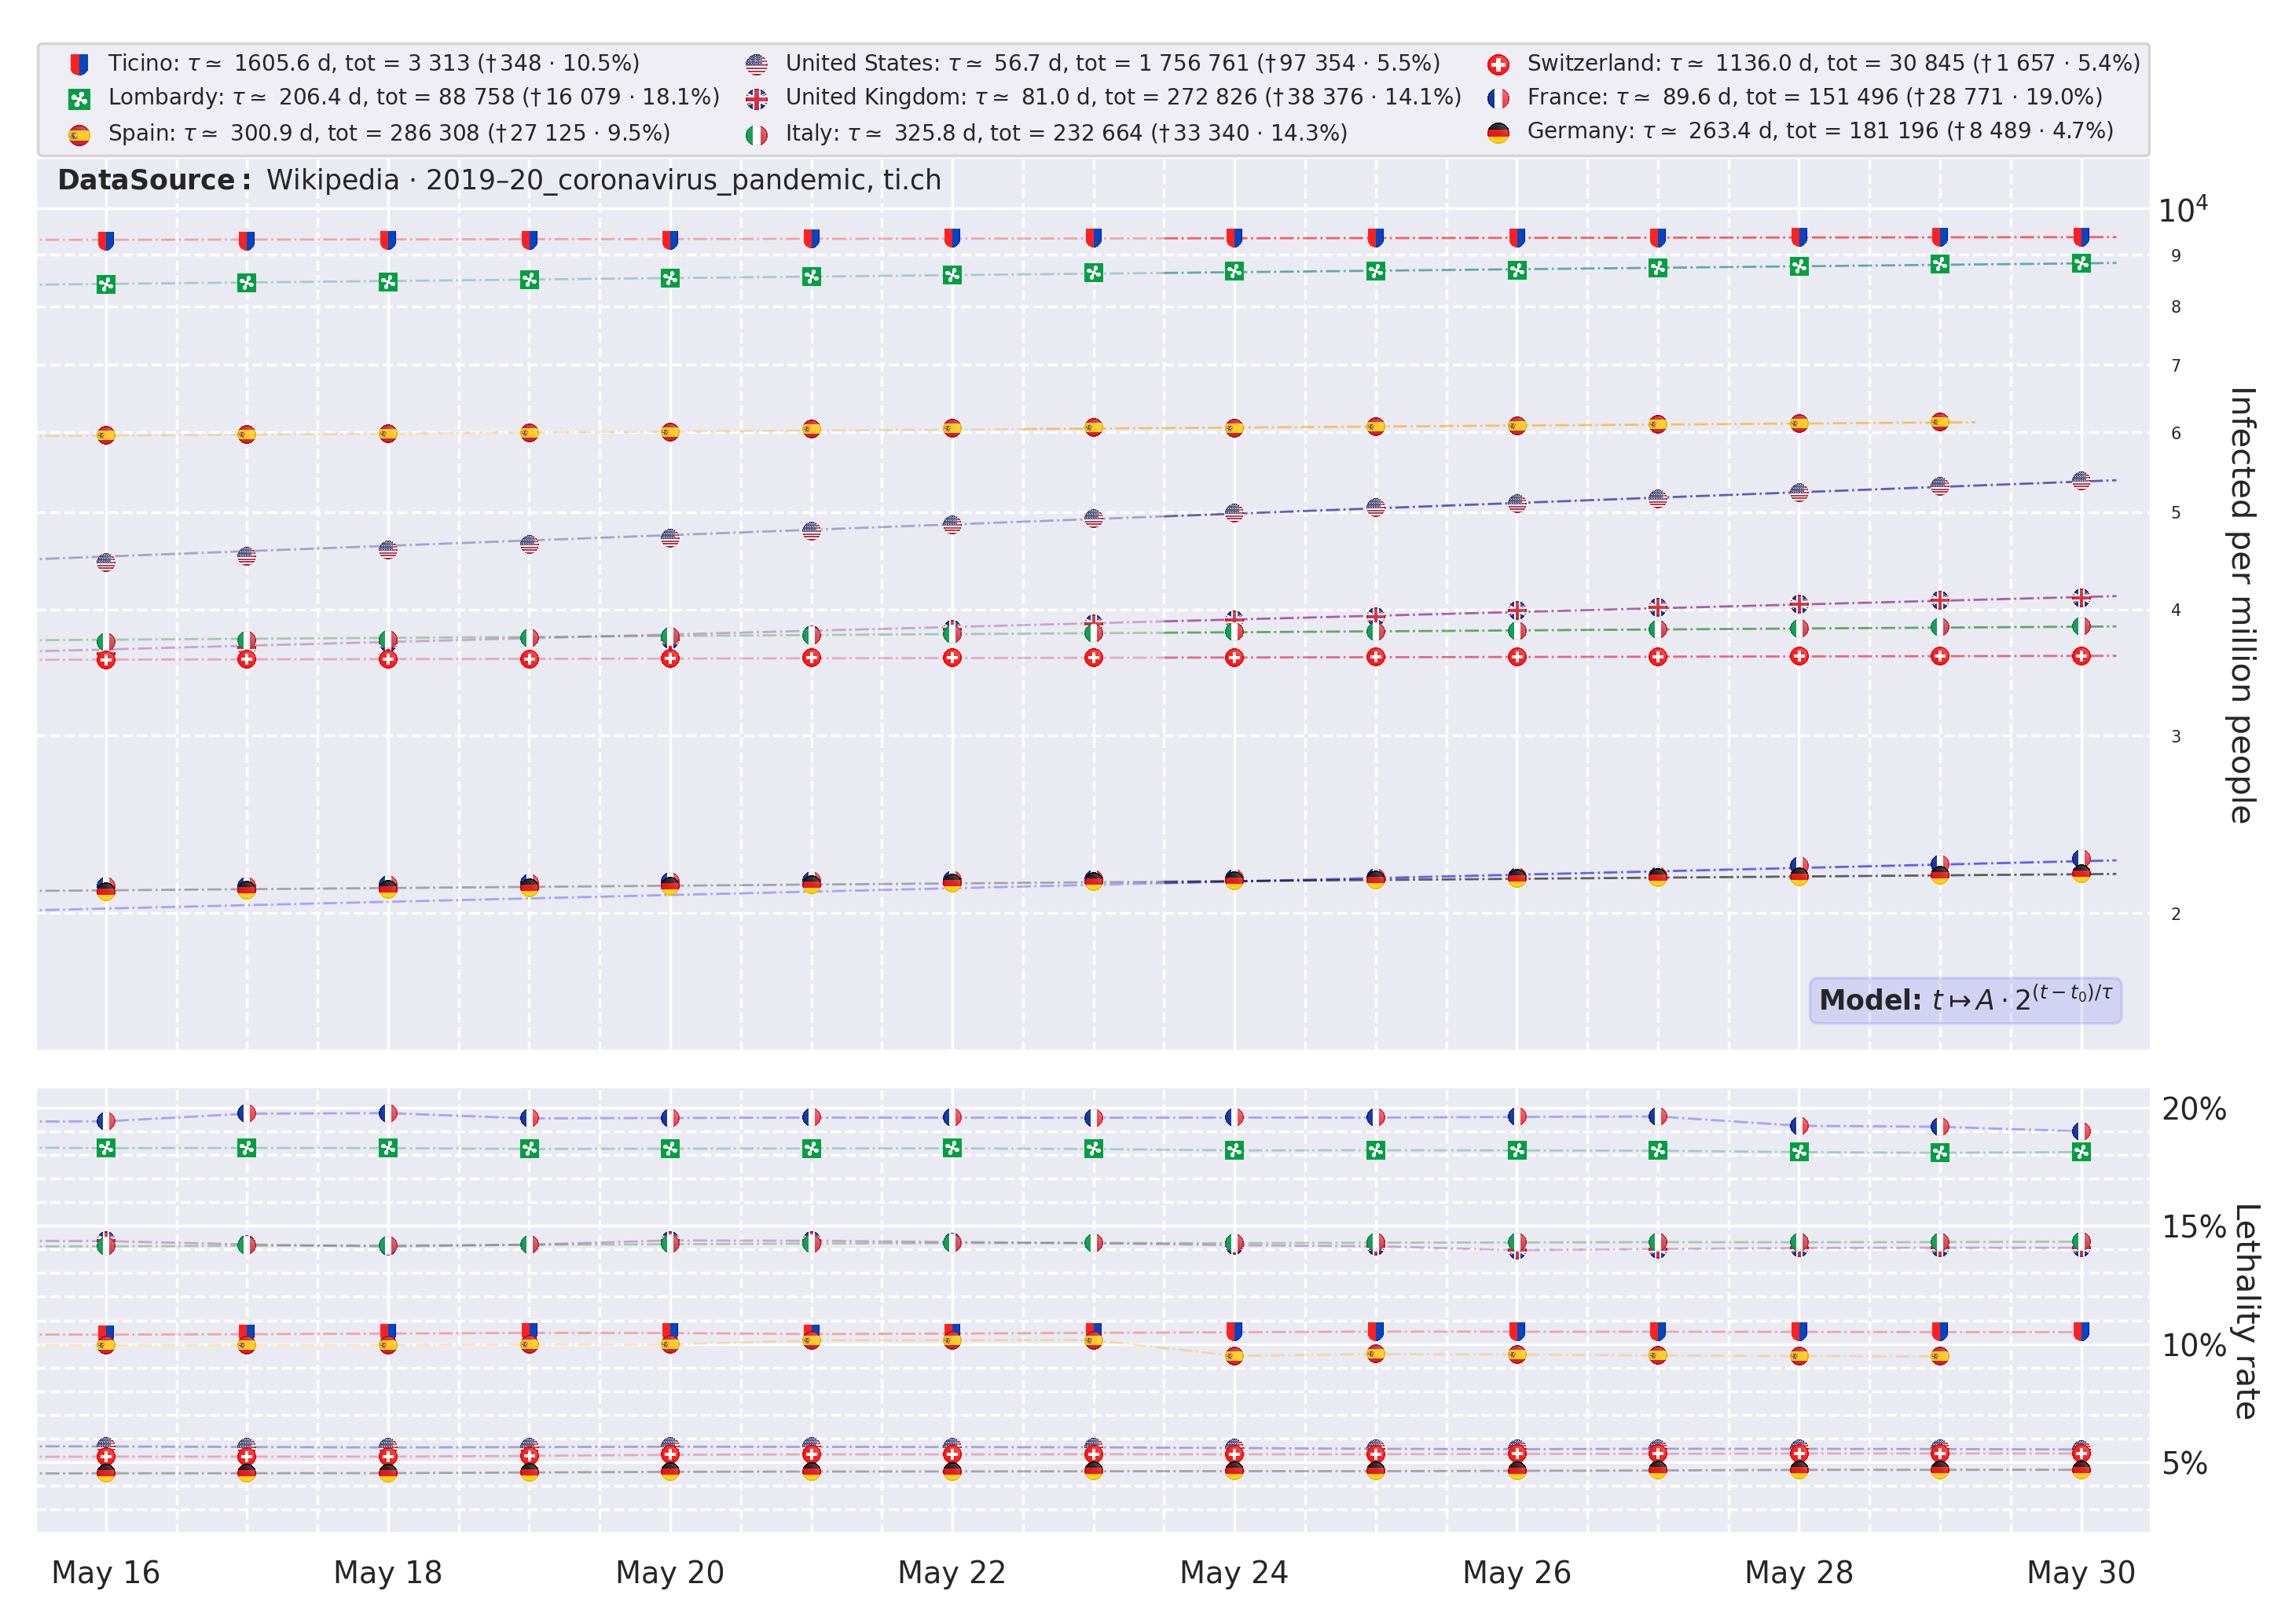 Ticino: τ ≃ 1605.6 d, tot = 3 313 (†348 · 10.5%)
Lombardy: τ ≃ 206.4 d, tot = 88 758 (†16 079 · 18.1%)
Spain: τ ≃ 300.9 d, tot = 286 308 (†27 125 · 9.5%)
United States: τ ≃ 56.7 d, tot = 1 756 761 (†97 354 · 5.5%)
United Kingdom: τ ≃ 81.0 d, tot = 272 826 (†38 376 · 14.1%)
Italy: τ ≃ 325.8 d, tot = 232 664 (†33 340 · 14.3%)
Switzerland: τ ≃ 1136.0 d, tot = 30 845 (†1 657 · 5.4%)
France: τ ≃ 89.6 d, tot = 151 496 (†28 771 · 19.0%)
Germany: τ ≃ 263.4 d, tot = 181 196 (†8 489 · 4.7%)
DataSource: Wikipedia · 2019–20_coronavirus_pandemic, ti.ch
10⁴
9
8
7
6
5
4
3
2
Infected per million people
Model: t ↦ A · 2^{(t − t₀)/τ}
20%
15%
10%
5%
Lethality rate
May 16
May 18
May 20
May 22
May 24
May 26
May 28
May 30